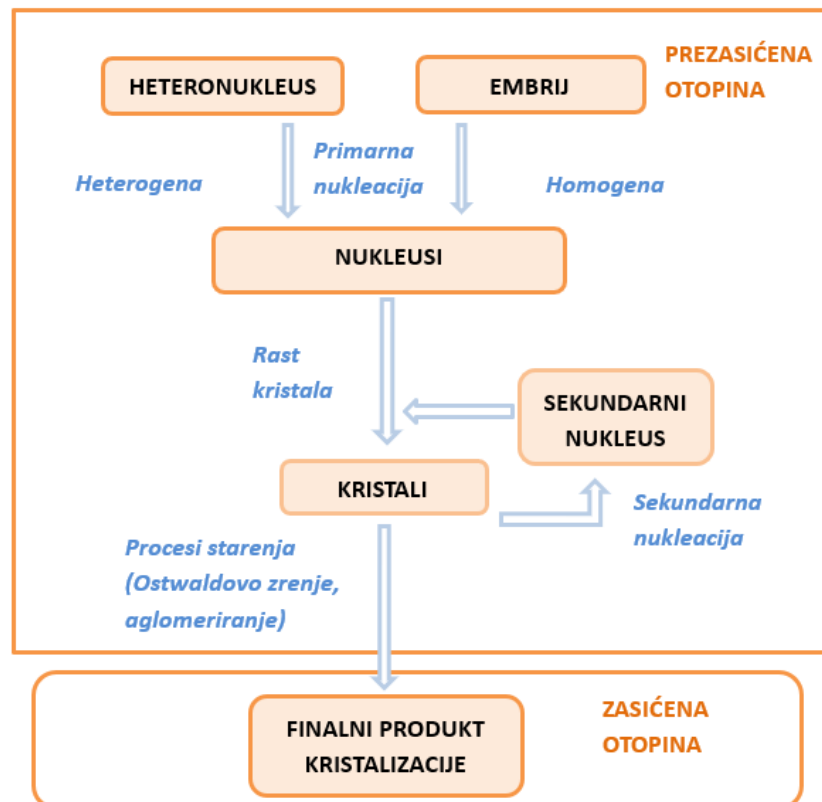 PREZASIĆENA
OTOPINA
HETERONUKLEUS
EMBRIJ
Heterogena
Primarna
nukleacija
Homogena
NUKLEUSI
Rast
kristala
SEKUNDARNI
NUKLEUS
KRISTALI
Sekundarna
nukleacija
Procesi starenja
(Ostwaldovo zrenje,
aglomeriranje)
FINALNI PRODUKT
KRISTALIZACIJE
ZASIĆENA
OTOPINA